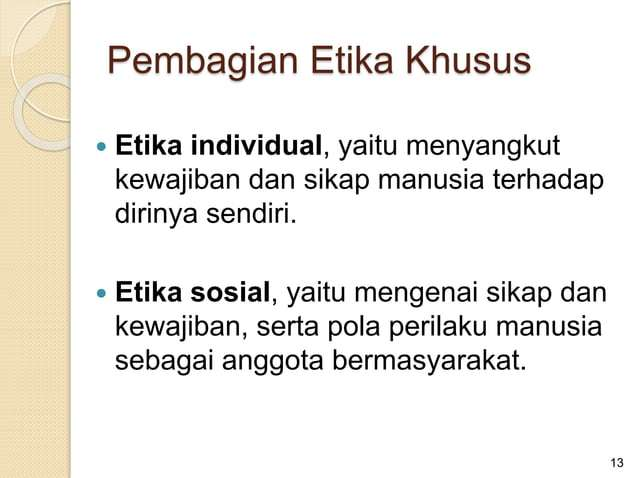 Pembagian Etika Khusus
• Etika individual, yaitu menyangkut
kewajiban dan sikap manusia terhadap
dirinya sendiri.
• Etika sosial, yaitu mengenai sikap dan
kewajiban, serta pola perilaku manusia
sebagai anggota bermasyarakat.
13